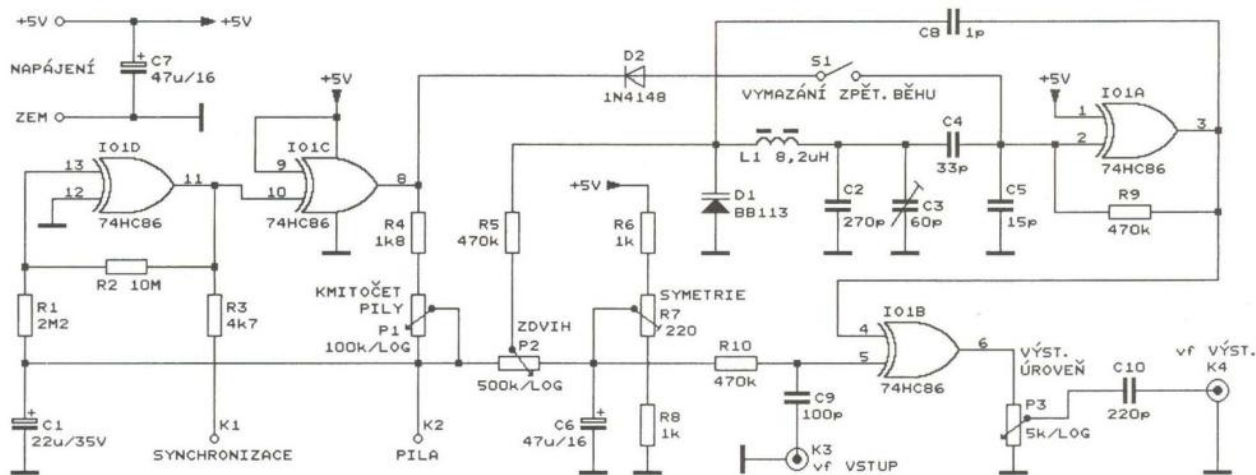 +5V
+5V
C8 1p
D2
1N4148
S1
VYMAZÁNÍ ZPĚT. BĚHU
NAPÁJENÍ
+
C7
47u/16
ZEM
+5V
+5V
IO1D
13
12
11
74HC86
IO1C
9
10
8
74HC86
IO1A
1
2
3
74HC86
L1 8,2uH
C4
33p
D1
BB113
C2
270p
C3
60p
C5
15p
R9
470k
+5V
R4
1k8
R5
470k
R6
1k
R2 10M
R1
2M2
R3
4k7
KMITOČET
PILY
P1
100k/LOG
ZDVIH
P2
500k/LOG
SYMETRIE
R7
220
R10
470k
IO1B
4
5
6
74HC86
VÝST.
ÚROVEŇ
vf VÝST.
K4
C10
220p
P3
5k/LOG
+
C1
22u/35V
K1
SYNCHRONIZACE
K2
PILA
+
C6
47u/16
R8
1k
C9
100p
K3
vf VSTUP